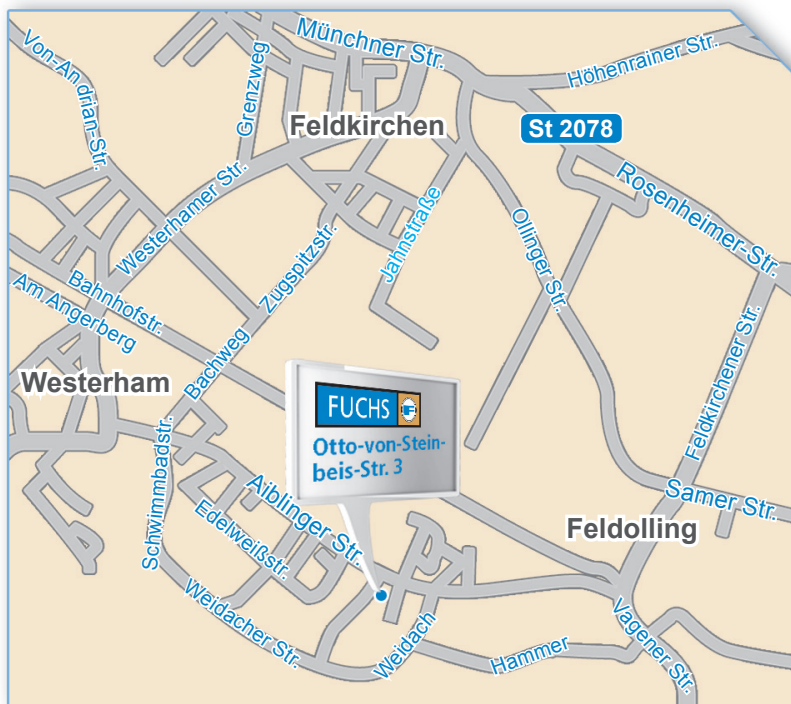 Münchner Str.
Von-Andrian-Str.
Grenzweg
Höhenrainer Str.
Feldkirchen
St 2078
Rosenheimer-Str.
Westerhamer Str.
Zugspitzstr.
Jahnstraße
Ollinger Str.
Bahnhofstr.
Am Angerberg
Bachweg
Feldkirchener Str.
Westerham
FUCHS
F
Otto-von-Stein-
beis-Str. 3
Schwimmbadstr.
Aiblinger Str.
Edelweißstr.
Samer Str.
Feldolling
Weidacher Str.
Weidach
Hammer
Vagener Str.